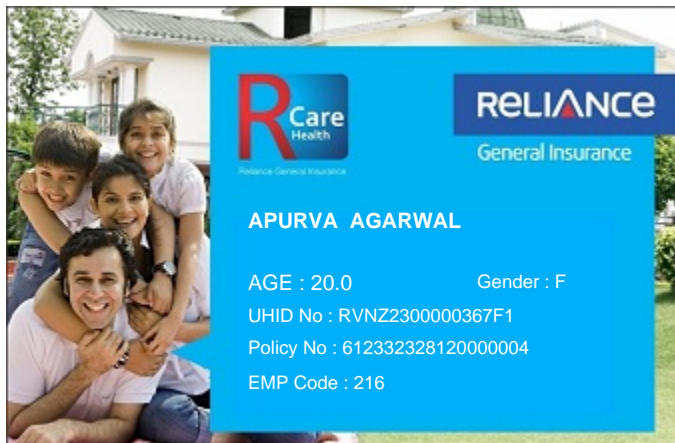 R Care
Health
Reliance General Insurance
RELIANCE
General Insurance
APURVA AGARWAL
AGE : 20.0 Gender : F
UHID No : RVNZ2300000367F1
Policy No : 612332328120000004
EMP Code : 216